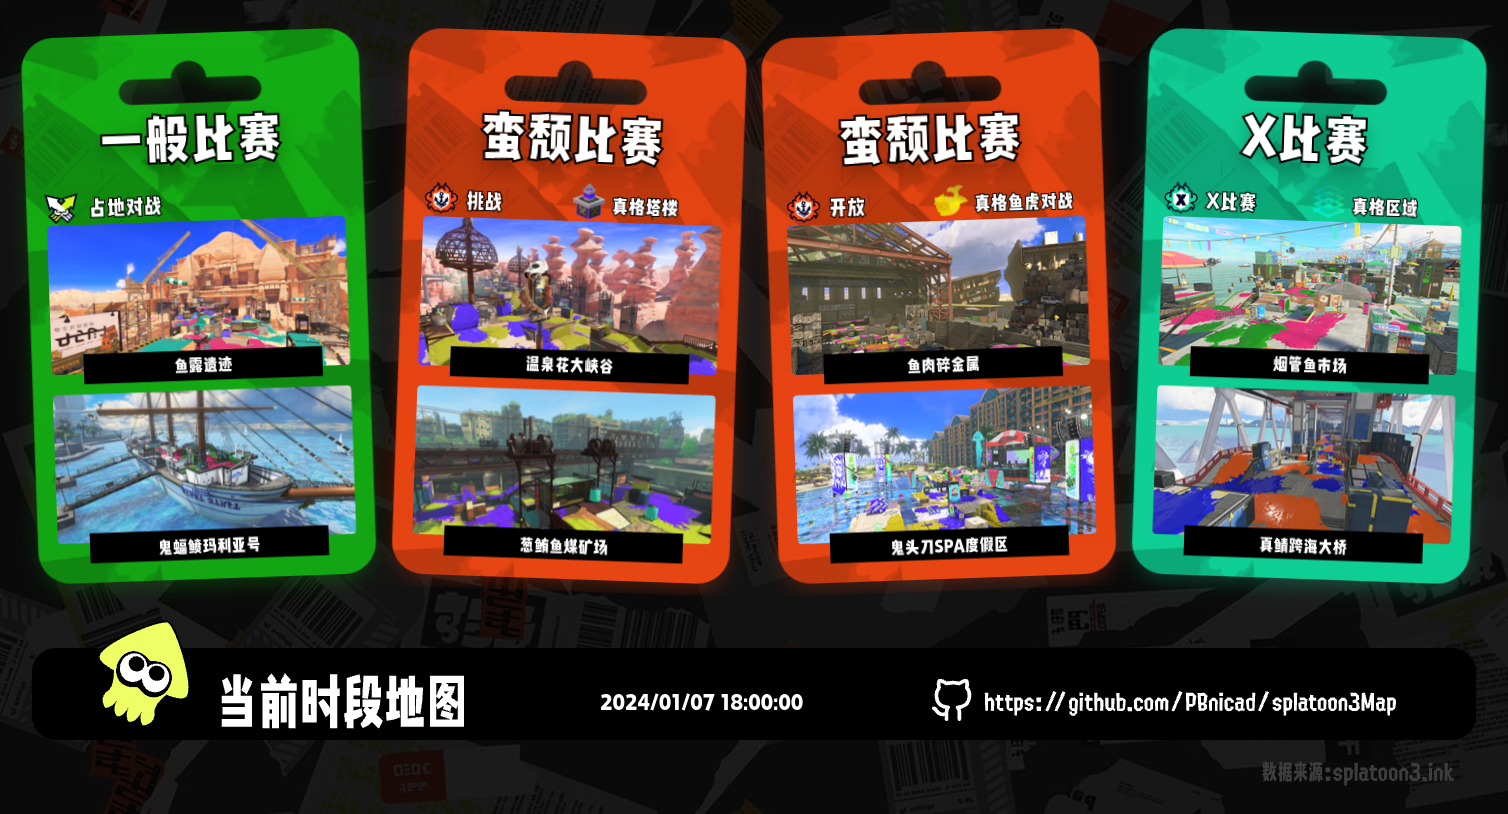 一般比赛
占地对战
鱼露遗迹
鬼蝠鲼玛利亚号
蛮颓比赛
挑战
真格塔楼
温泉花大峡谷
葱鲔鱼煤矿场
蛮颓比赛
开放
真格鱼虎对战
鱼肉碎金属
鬼头刀SPA度假区
X比赛
X比赛
真格区域
烟管鱼市场
真鲭跨海大桥
当前时段地图
2024/01/07 18:00:00
https://github.com/PBnicad/splatoon3Map
数据来源:splatoon3.ink